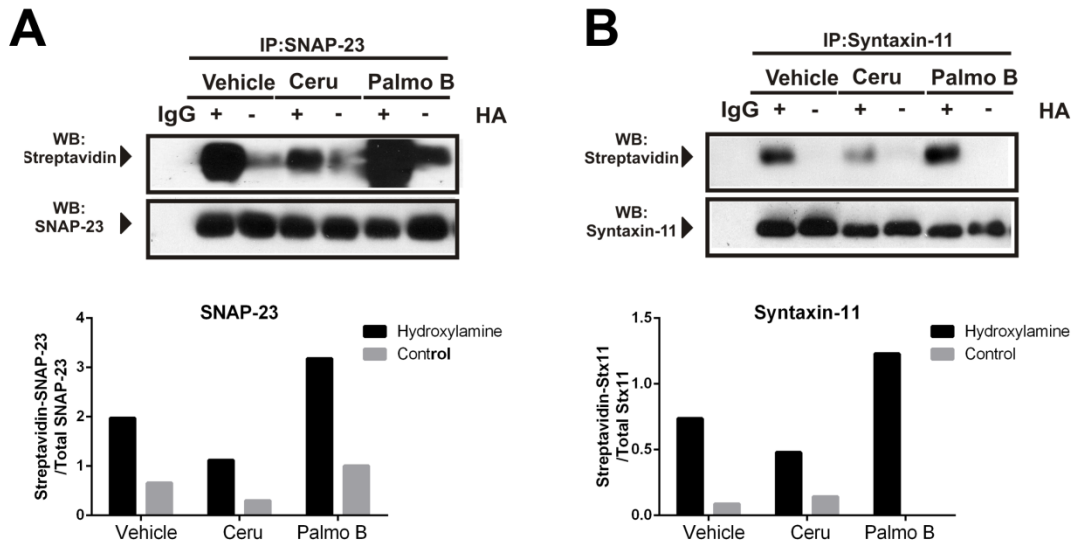 A
IP:SNAP-23
Vehicle Ceru Palmo B
IgG + - + - + - HA
WB:
Streptavidin
WB:
SNAP-23
SNAP-23
Streptavidin-SNAP-23
/Total SNAP-23
4
3
2
1
0
Hydroxylamine
Control
Vehicle Ceru Palmo B
B
IP:Syntaxin-11
Vehicle Ceru Palmo B
IgG + - + - + - HA
WB:
Streptavidin
WB:
Syntaxin-11
Syntaxin-11
Streptavidin-Stx11
/Total Stx11
1.5
1.0
0.5
0.0
Hydroxylamine
Control
Vehicle Ceru Palmo B